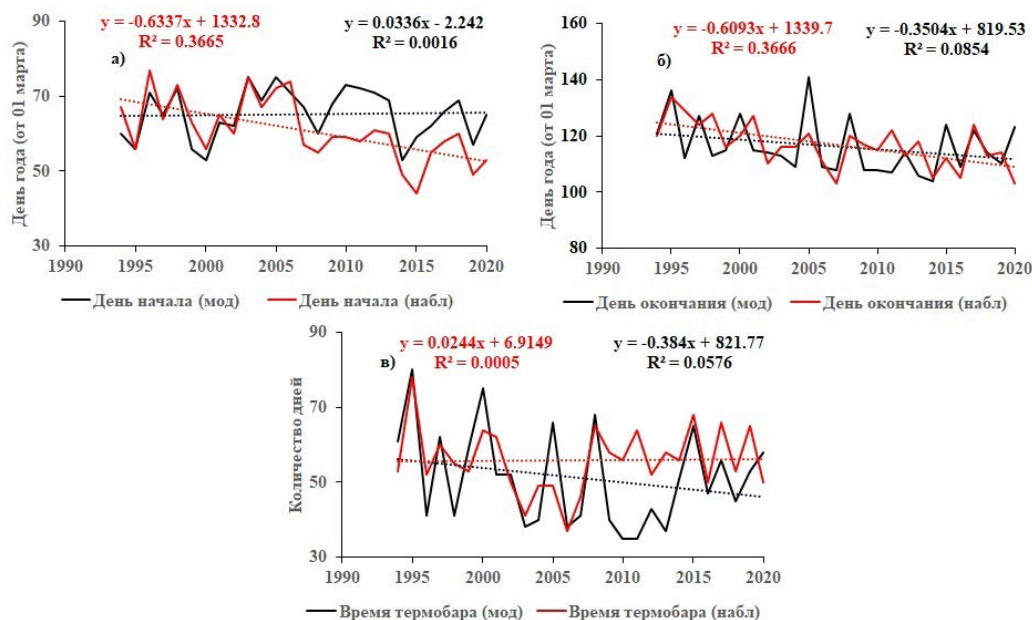 y = -0.6337x + 1332.8
R² = 0.3665
y = 0.0336x - 2.242
R² = 0.0016
а)
День года (от 01 марта)
90
70
50
30
1990 1995 2000 2005 2010 2015 2020
День начала (мод) День начала (набл)
y = -0.6093x + 1339.7
R² = 0.3666
y = -0.3504x + 819.53
R² = 0.0854
б)
День года (от 01 марта)
160
140
120
100
80
1990 1995 2000 2005 2010 2015 2020
День окончания (мод) День окончания (набл)
y = 0.0244x + 6.9149
R² = 0.0005
y = -0.384x + 821.77
R² = 0.0576
в)
Количество дней
90
70
50
30
1990 1995 2000 2005 2010 2015 2020
Время термобара (мод) Время термобара (набл)